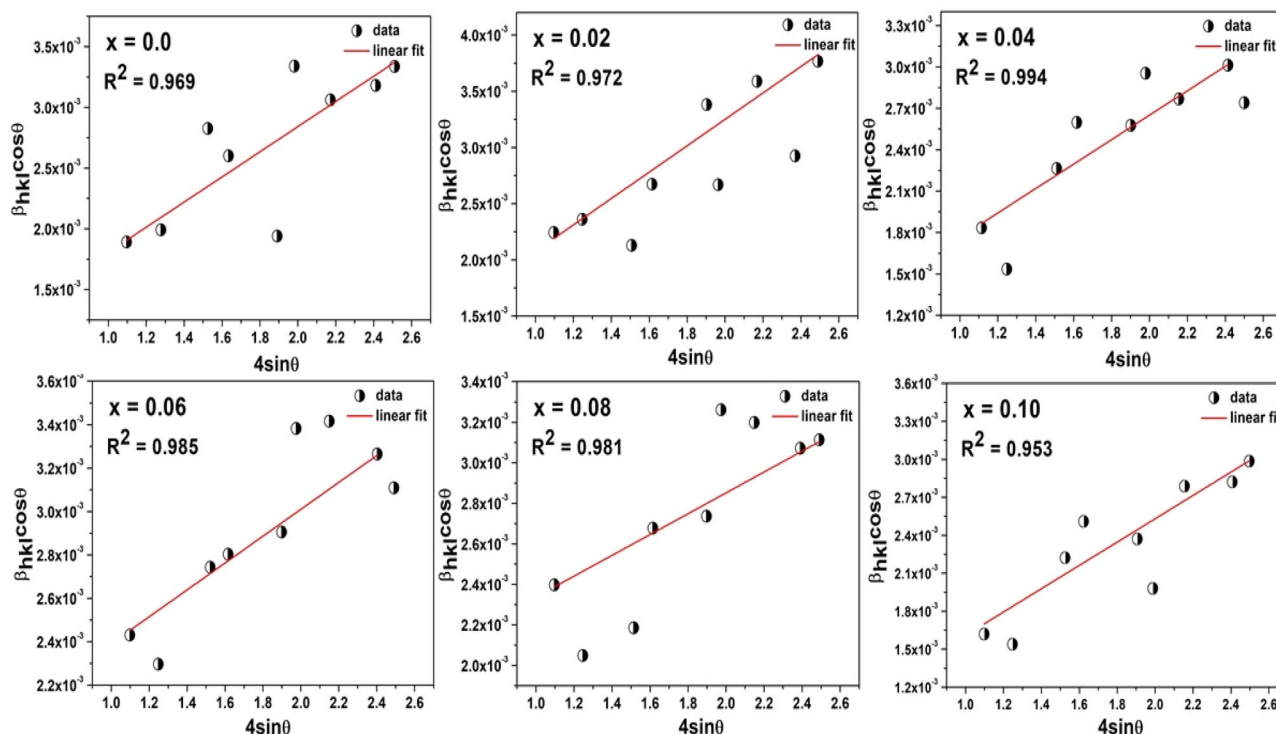 x = 0.0
R² = 0.969
data
linear fit
3.5x10⁻³
3.0x10⁻³
2.5x10⁻³
2.0x10⁻³
1.5x10⁻³
βhklcosθ
1.0 1.2 1.4 1.6 1.8 2.0 2.2 2.4 2.6
4sinθ
x = 0.02
R² = 0.972
data
linear fit
4.0x10⁻³
3.5x10⁻³
3.0x10⁻³
2.5x10⁻³
2.0x10⁻³
1.5x10⁻³
βhklcosθ
1.0 1.2 1.4 1.6 1.8 2.0 2.2 2.4 2.6
4sinθ
x = 0.04
R² = 0.994
data
linear fit
3.3x10⁻³
3.0x10⁻³
2.7x10⁻³
2.4x10⁻³
2.1x10⁻³
1.8x10⁻³
1.5x10⁻³
1.2x10⁻³
βhklcosθ
1.0 1.2 1.4 1.6 1.8 2.0 2.2 2.4 2.6
4sinθ
x = 0.06
R² = 0.985
data
linear fit
3.6x10⁻³
3.4x10⁻³
3.2x10⁻³
3.0x10⁻³
2.8x10⁻³
2.6x10⁻³
2.4x10⁻³
2.2x10⁻³
βhklcosθ
1.0 1.2 1.4 1.6 1.8 2.0 2.2 2.4 2.6
4sinθ
x = 0.08
R² = 0.981
data
linear fit
3.4x10⁻³
3.2x10⁻³
3.0x10⁻³
2.8x10⁻³
2.6x10⁻³
2.4x10⁻³
2.2x10⁻³
2.0x10⁻³
βhklcosθ
1.0 1.2 1.4 1.6 1.8 2.0 2.2 2.4 2.6
4sinθ
x = 0.10
R² = 0.953
data
linear fit
3.6x10⁻³
3.3x10⁻³
3.0x10⁻³
2.7x10⁻³
2.4x10⁻³
2.1x10⁻³
1.8x10⁻³
1.5x10⁻³
1.2x10⁻³
βhklcosθ
1.0 1.2 1.4 1.6 1.8 2.0 2.2 2.4 2.6
4sinθ